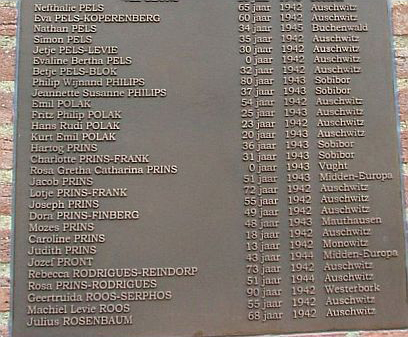 Nefthalie PELS 65 jaar 1942 Auschwitz
Eva PELS-KOPERENBERG 60 jaar 1942 Auschwitz
Nathan PELS 34 jaar 1945 Buchenwald
Simon PELS 35 jaar 1942 Auschwitz
Jetje PELS-LEVIE 30 jaar 1942 Auschwitz
Evaline Bertha PELS 0 jaar 1942 Auschwitz
Betje PELS-BLOK 32 jaar 1942 Auschwitz
Philip Wijnand PHILIPS 80 jaar 1943 Sobibor
Jeannette Susanne PHILIPS 37 jaar 1943 Sobibor
Emil POLAK 54 jaar 1942 Auschwitz
Fritz Philip POLAK 25 jaar 1943 Auschwitz
Hans Rudi POLAK 23 jaar 1942 Auschwitz
Kurt Emil POLAK 20 jaar 1943 Auschwitz
Hartog PRINS 36 jaar 1943 Sobibor
Charlotte PRINS-FRANK 31 jaar 1943 Sobibor
Rosa Gretha Catharina PRINS 0 jaar 1943 Vught
Jacob PRINS 51 jaar 1943 Midden-Europa
Lotje PRINS-FRANK 72 jaar 1942 Auschwitz
Joseph PRINS 55 jaar 1942 Auschwitz
Dora PRINS-FINBERG 49 jaar 1942 Auschwitz
Mozes PRINS 48 jaar 1943 Mauthausen
Caroline PRINS 18 jaar 1942 Auschwitz
Judith PRINS 13 jaar 1942 Monowitz
Jozef PRONT 43 jaar 1944 Midden-Europa
Rebecca RODRIGUES-REINDORP 73 jaar 1942 Auschwitz
Rosa PRINS-RODRIGUES 51 jaar 1944 Auschwitz
Geertruida ROOS-SERPHOS 90 jaar 1942 Westerbork
Machiel Levie ROOS 55 jaar 1942 Auschwitz
Julius ROSENBAUM 68 jaar 1942 Auschwitz